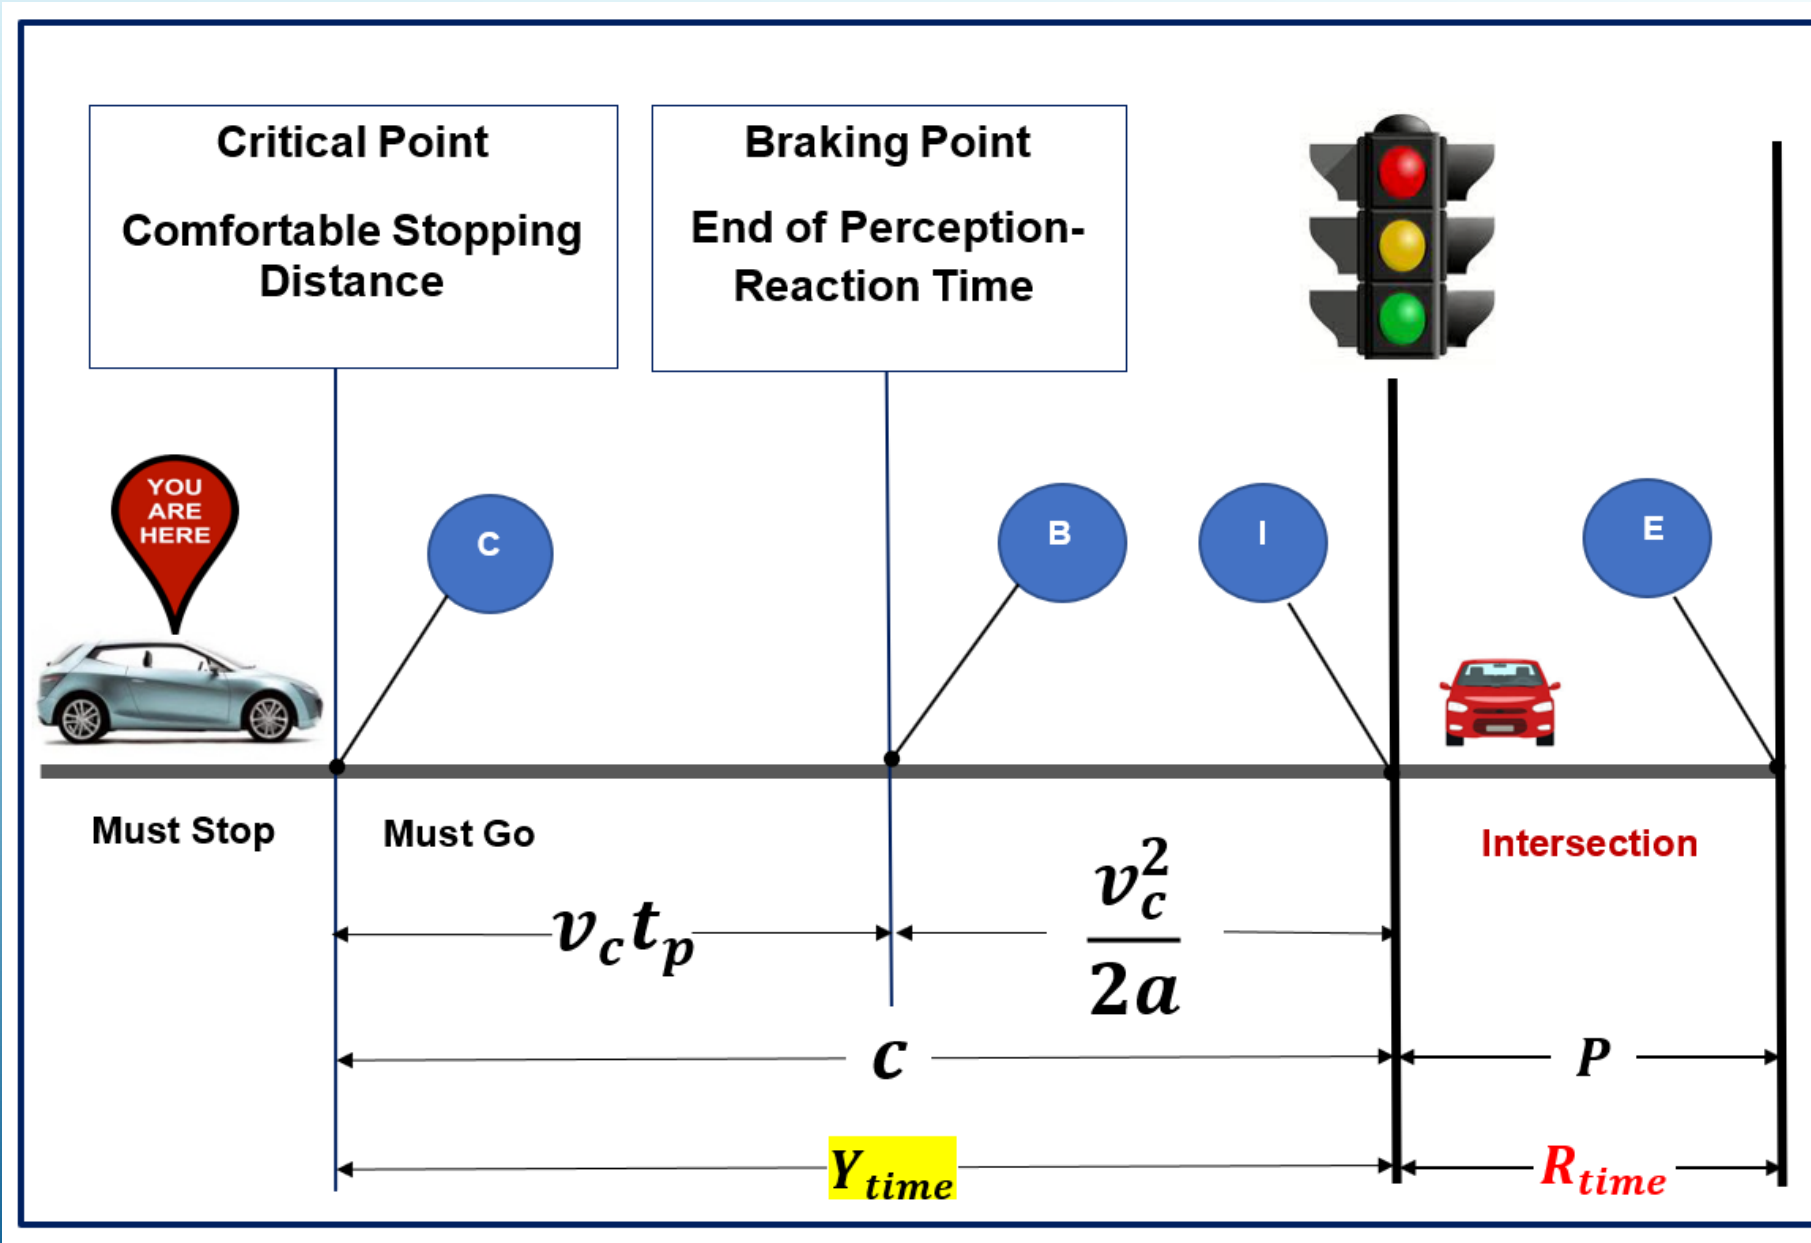 Critical Point
Comfortable Stopping
Distance
Braking Point
End of Perception-
Reaction Time
YOU
ARE
HERE
C
B
I
E
Must Stop
Must Go
Intersection
v_c t_p
v_c^2
2a
c
P
Y_time
R_time